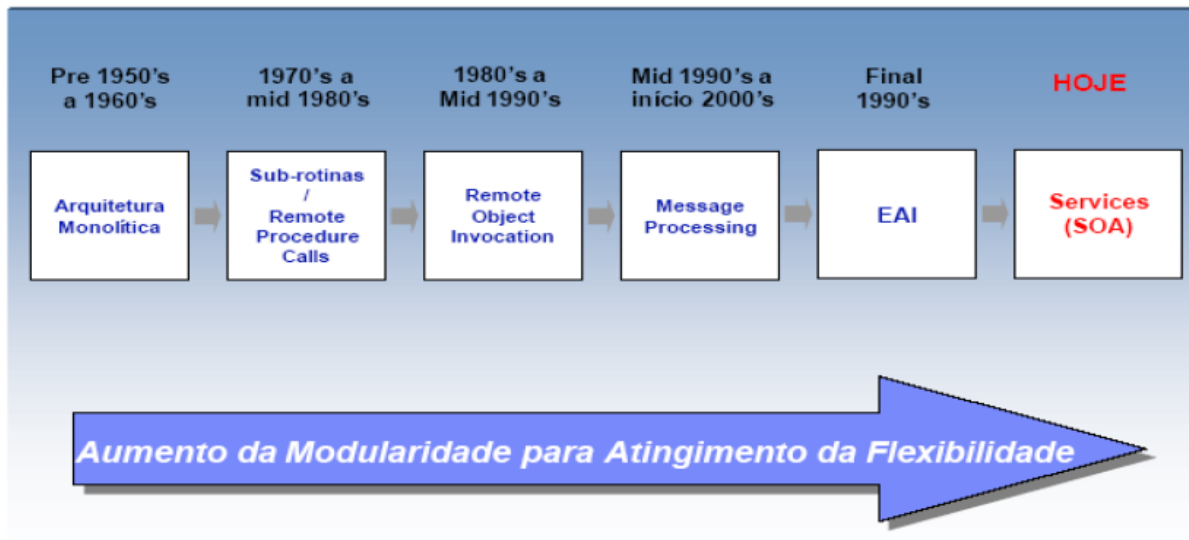 Pre 1950's
a 1960's
1970's a
mid 1980's
1980's a
Mid 1990's
Mid 1990's a
início 2000's
Final
1990's
HOJE
Arquitetura
Monolítica
Sub-rotinas
/
Remote
Procedure
Calls
Remote
Object
Invocation
Message
Processing
EAI
Services
(SOA)
Aumento da Modularidade para Atingimento da Flexibilidade